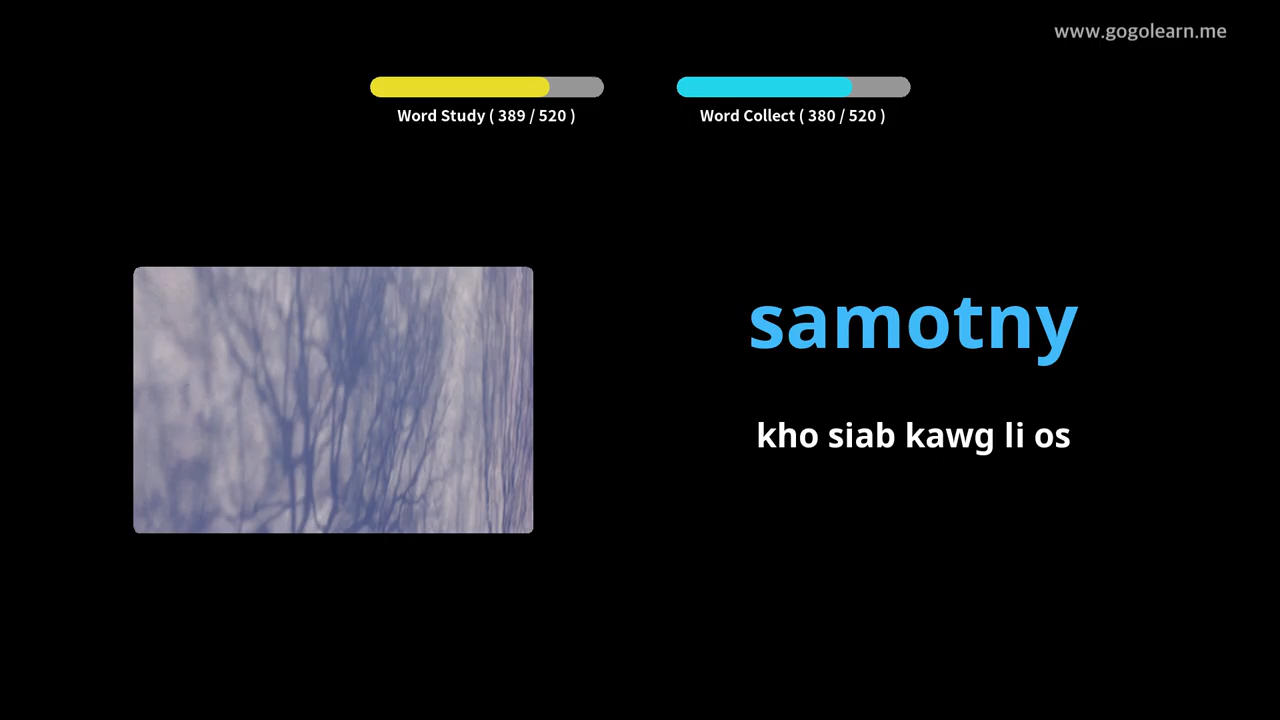 www.gogolearn.me
Word Study ( 389 / 520 )
Word Collect ( 380 / 520 )
samotny
kho siab kawg li os